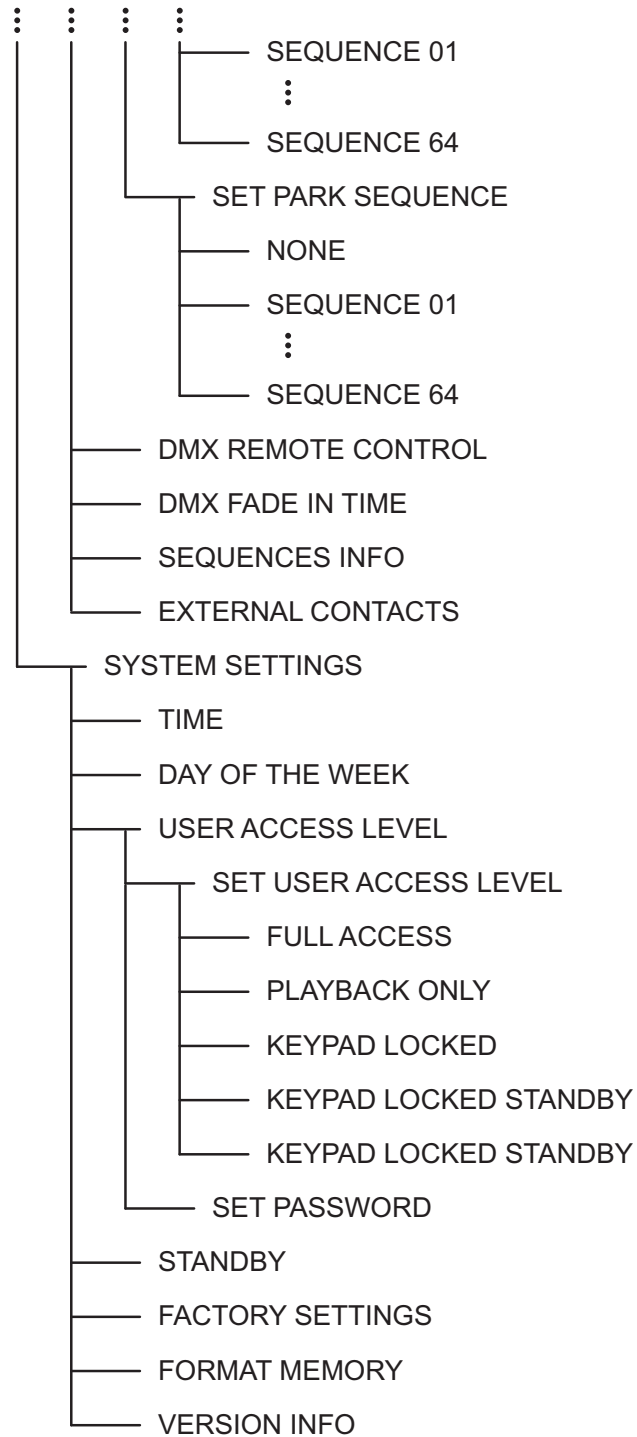 SEQUENCE 01
SEQUENCE 64
SET PARK SEQUENCE
NONE
SEQUENCE 01
SEQUENCE 64
DMX REMOTE CONTROL
DMX FADE IN TIME
SEQUENCES INFO
EXTERNAL CONTACTS
SYSTEM SETTINGS
TIME
DAY OF THE WEEK
USER ACCESS LEVEL
SET USER ACCESS LEVEL
FULL ACCESS
PLAYBACK ONLY
KEYPAD LOCKED
KEYPAD LOCKED STANDBY
KEYPAD LOCKED STANDBY
SET PASSWORD
STANDBY
FACTORY SETTINGS
FORMAT MEMORY
VERSION INFO